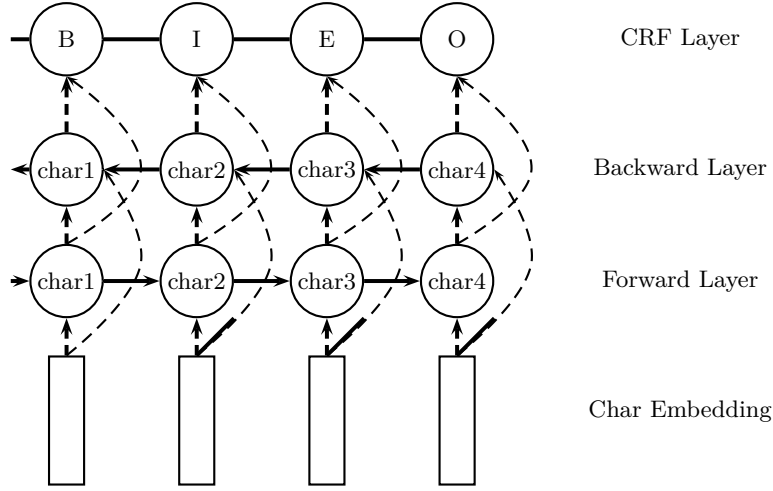 B I E O CRF Layer
char1 char2 char3 char4 Backward Layer
char1 char2 char3 char4 Forward Layer
Char Embedding